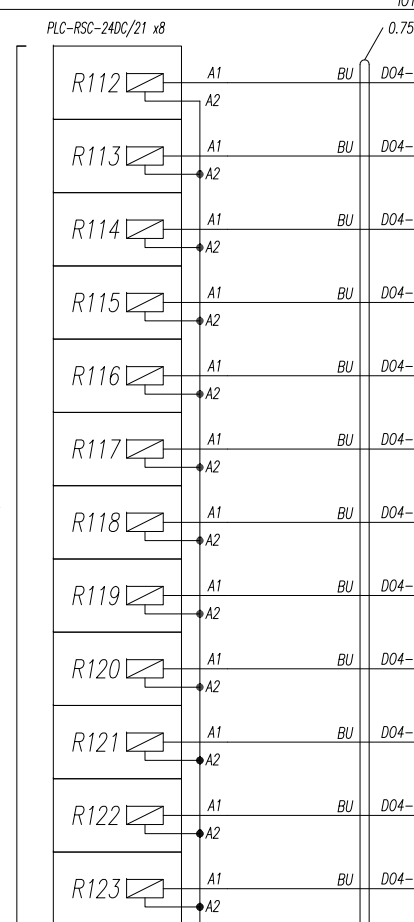 PLC-RSC-24DC/21 x8
0.75
R112 A1 BU DO4-
A2
R113 A1 BU DO4-
A2
R114 A1 BU DO4-
A2
R115 A1 BU DO4-
A2
R116 A1 BU DO4-
A2
R117 A1 BU DO4-
A2
R118 A1 BU DO4-
A2
R119 A1 BU DO4-
A2
R120 A1 BU DO4-
A2
R121 A1 BU DO4-
A2
R122 A1 BU DO4-
A2
R123 A1 BU DO4-
A2